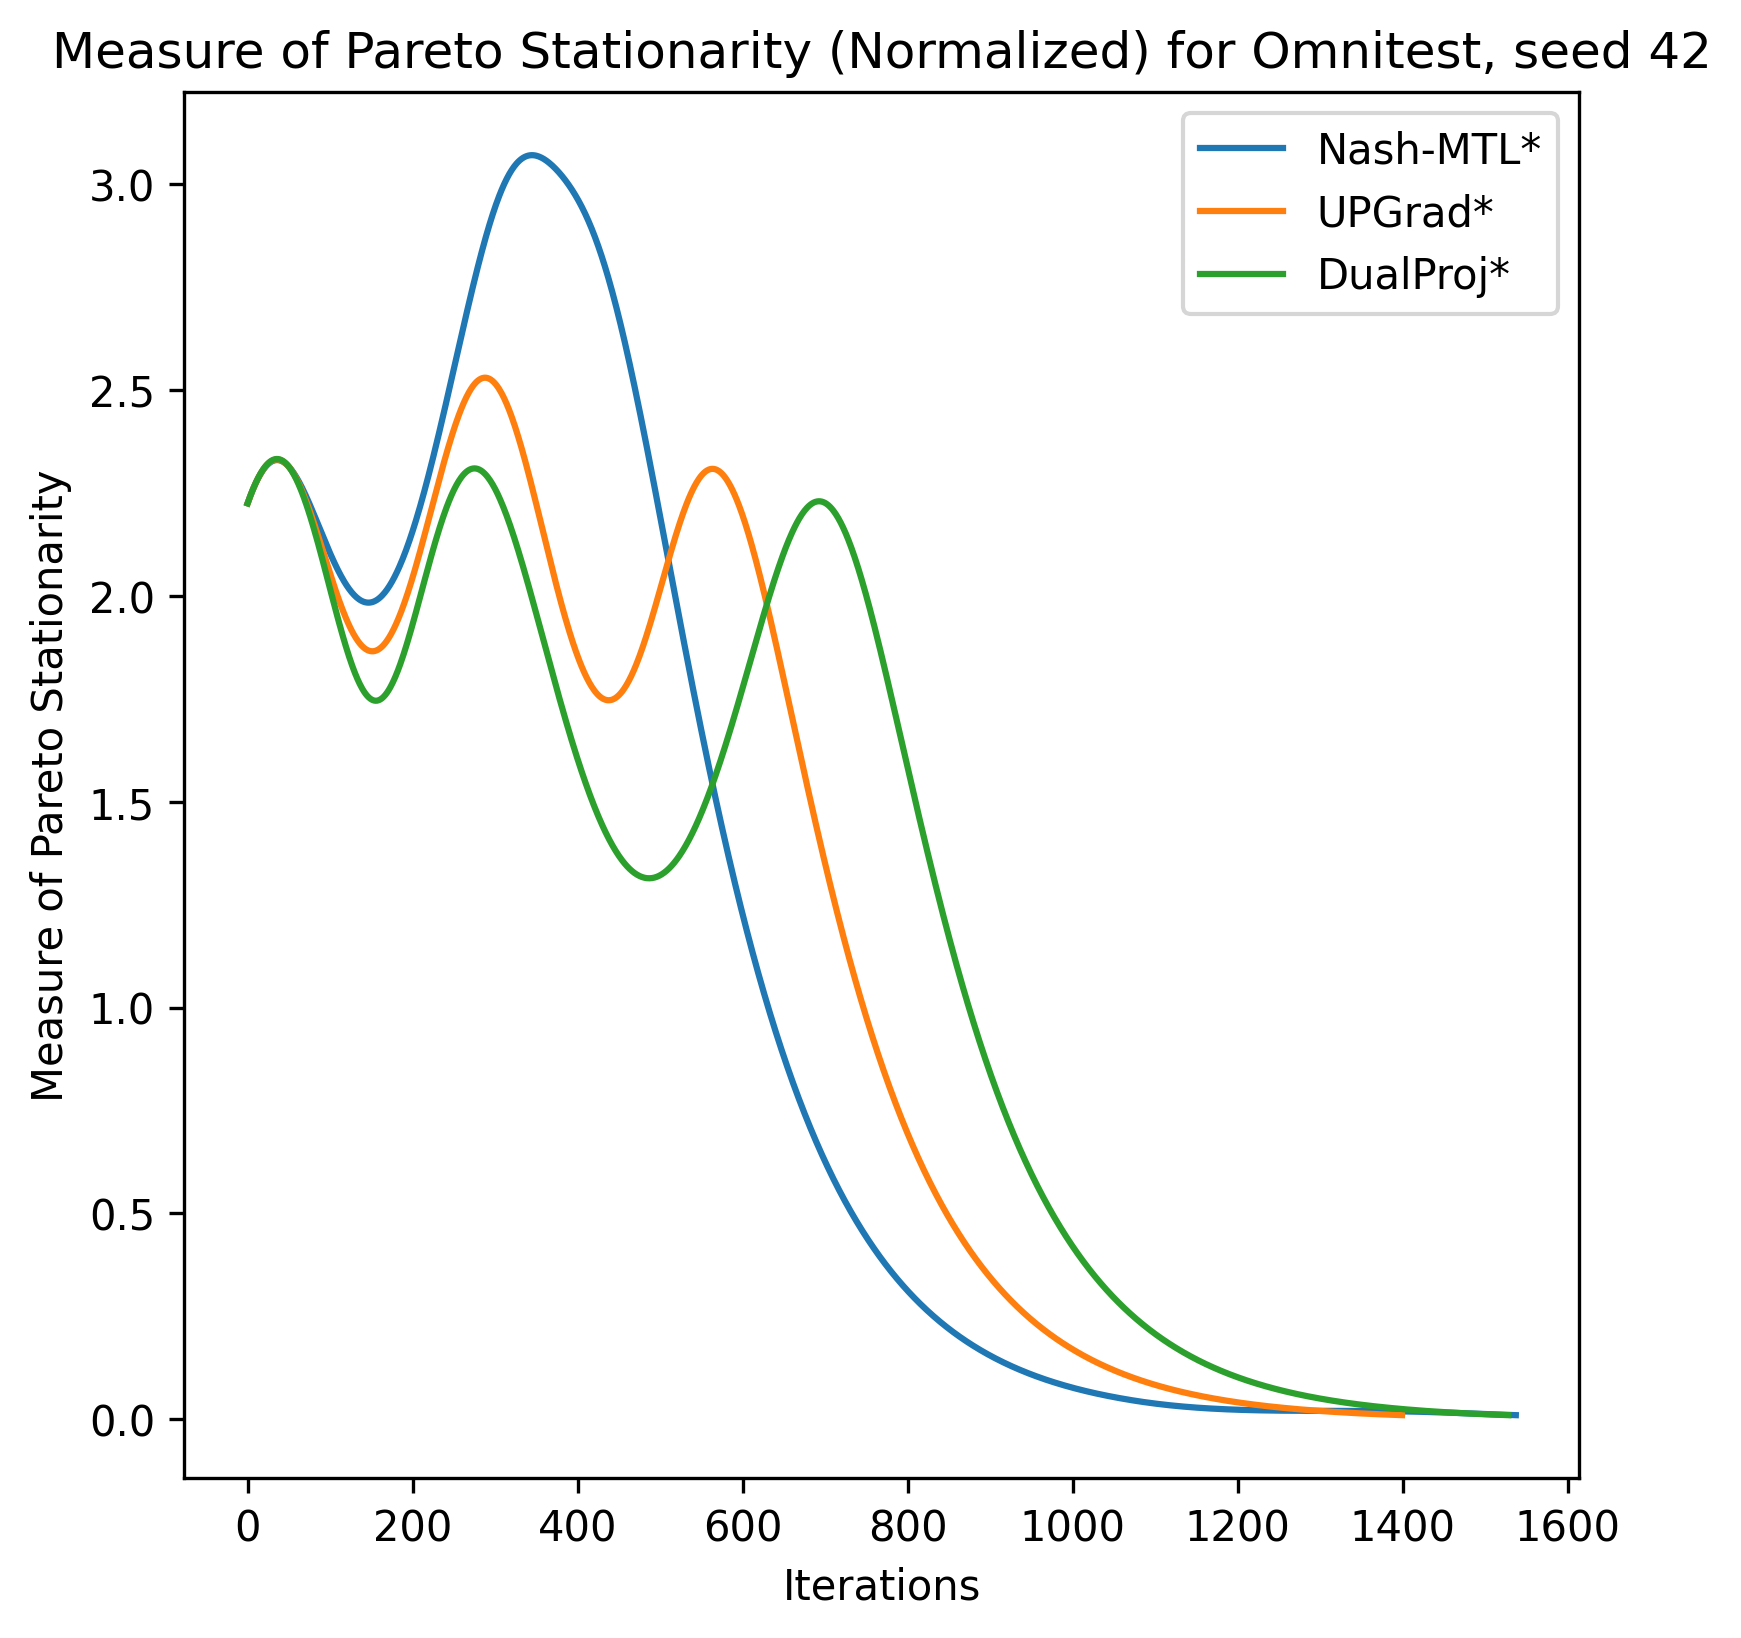 Measure of Pareto Stationarity (Normalized) for Omnitest, seed 42
Nash-MTL*
UPGrad*
DualProj*
Measure of Pareto Stationarity
3.0
2.5
2.0
1.5
1.0
0.5
0.0
0 200 400 600 800 1000 1200 1400 1600
Iterations